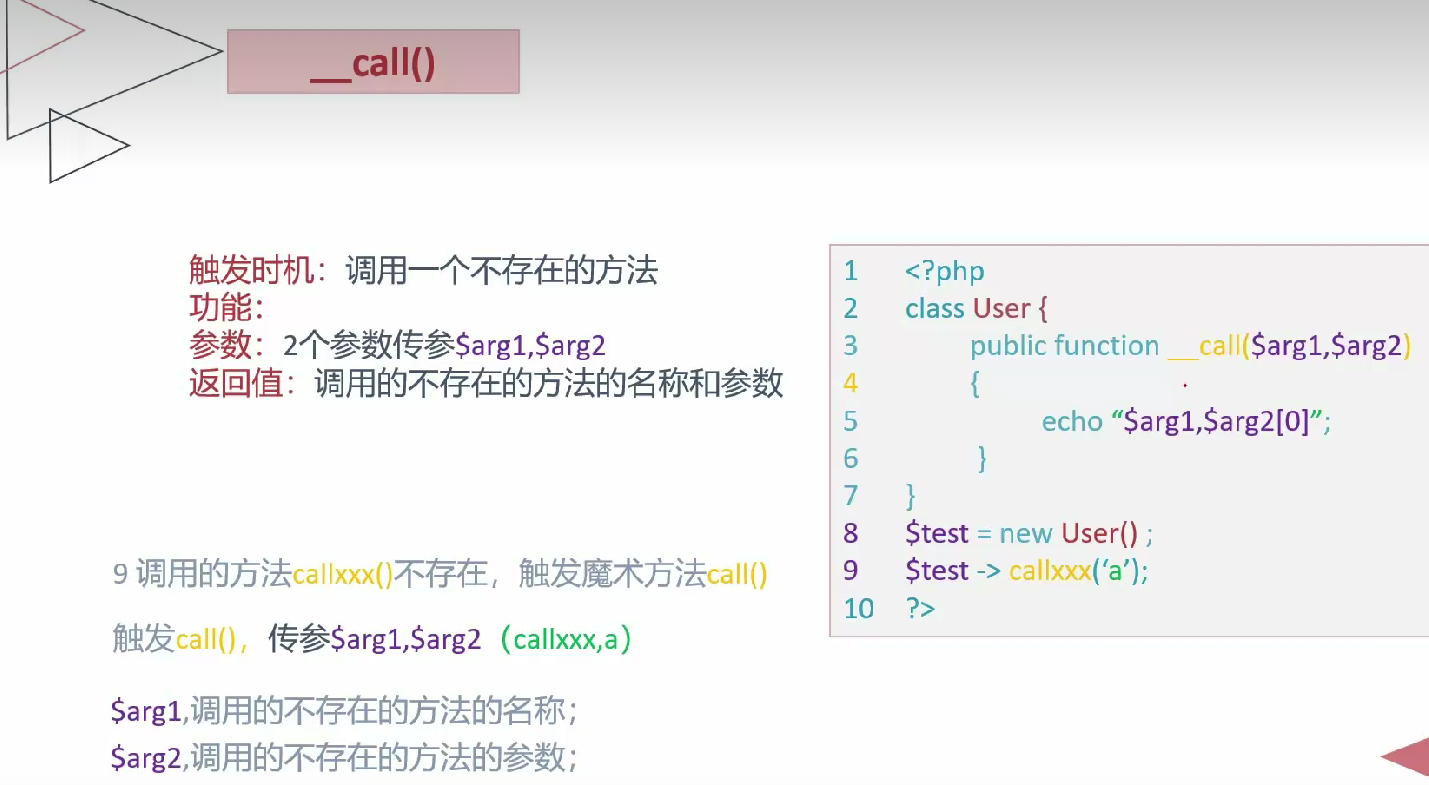 __call()
触发时机：调用一个不存在的方法
功能：
参数：2个参数传参$arg1,$arg2
返回值：调用的不存在的方法的名称和参数
1 <?php
2 class User {
3 public function __call($arg1,$arg2)
4 {
5 echo “$arg1,$arg2[0]”;
6 }
7 }
8 $test = new User() ;
9 $test -> callxxx(‘a’);
10 ?>
9 调用的方法callxxx()不存在，触发魔术方法call()
触发call()，传参$arg1,$arg2（callxxx,a）
$arg1,调用的不存在的方法的名称；
$arg2,调用的不存在的方法的参数；